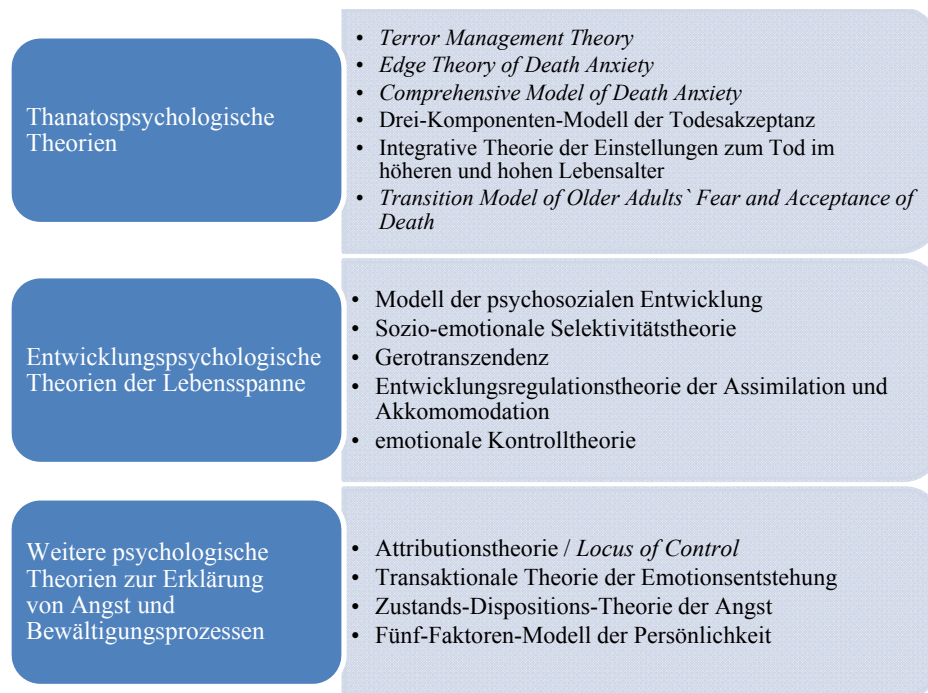 Thanatospsychologische
Theorien
• Terror Management Theory
• Edge Theory of Death Anxiety
• Comprehensive Model of Death Anxiety
• Drei-Komponenten-Modell der Todesakzeptanz
• Integrative Theorie der Einstellungen zum Tod im
höheren und hohen Lebensalter
• Transition Model of Older Adults` Fear and Acceptance of
Death
Entwicklungspsychologische
Theorien der Lebensspanne
• Modell der psychosozialen Entwicklung
• Sozio-emotionale Selektivitätstheorie
• Gerotranszendenz
• Entwicklungsregulationstheorie der Assimilation und
Akkomomodation
• emotionale Kontrolltheorie
Weitere psychologische
Theorien zur Erklärung
von Angst und
Bewältigungsprozessen
• Attributionstheorie / Locus of Control
• Transaktionale Theorie der Emotionsentstehung
• Zustands-Dispositions-Theorie der Angst
• Fünf-Faktoren-Modell der Persönlichkeit